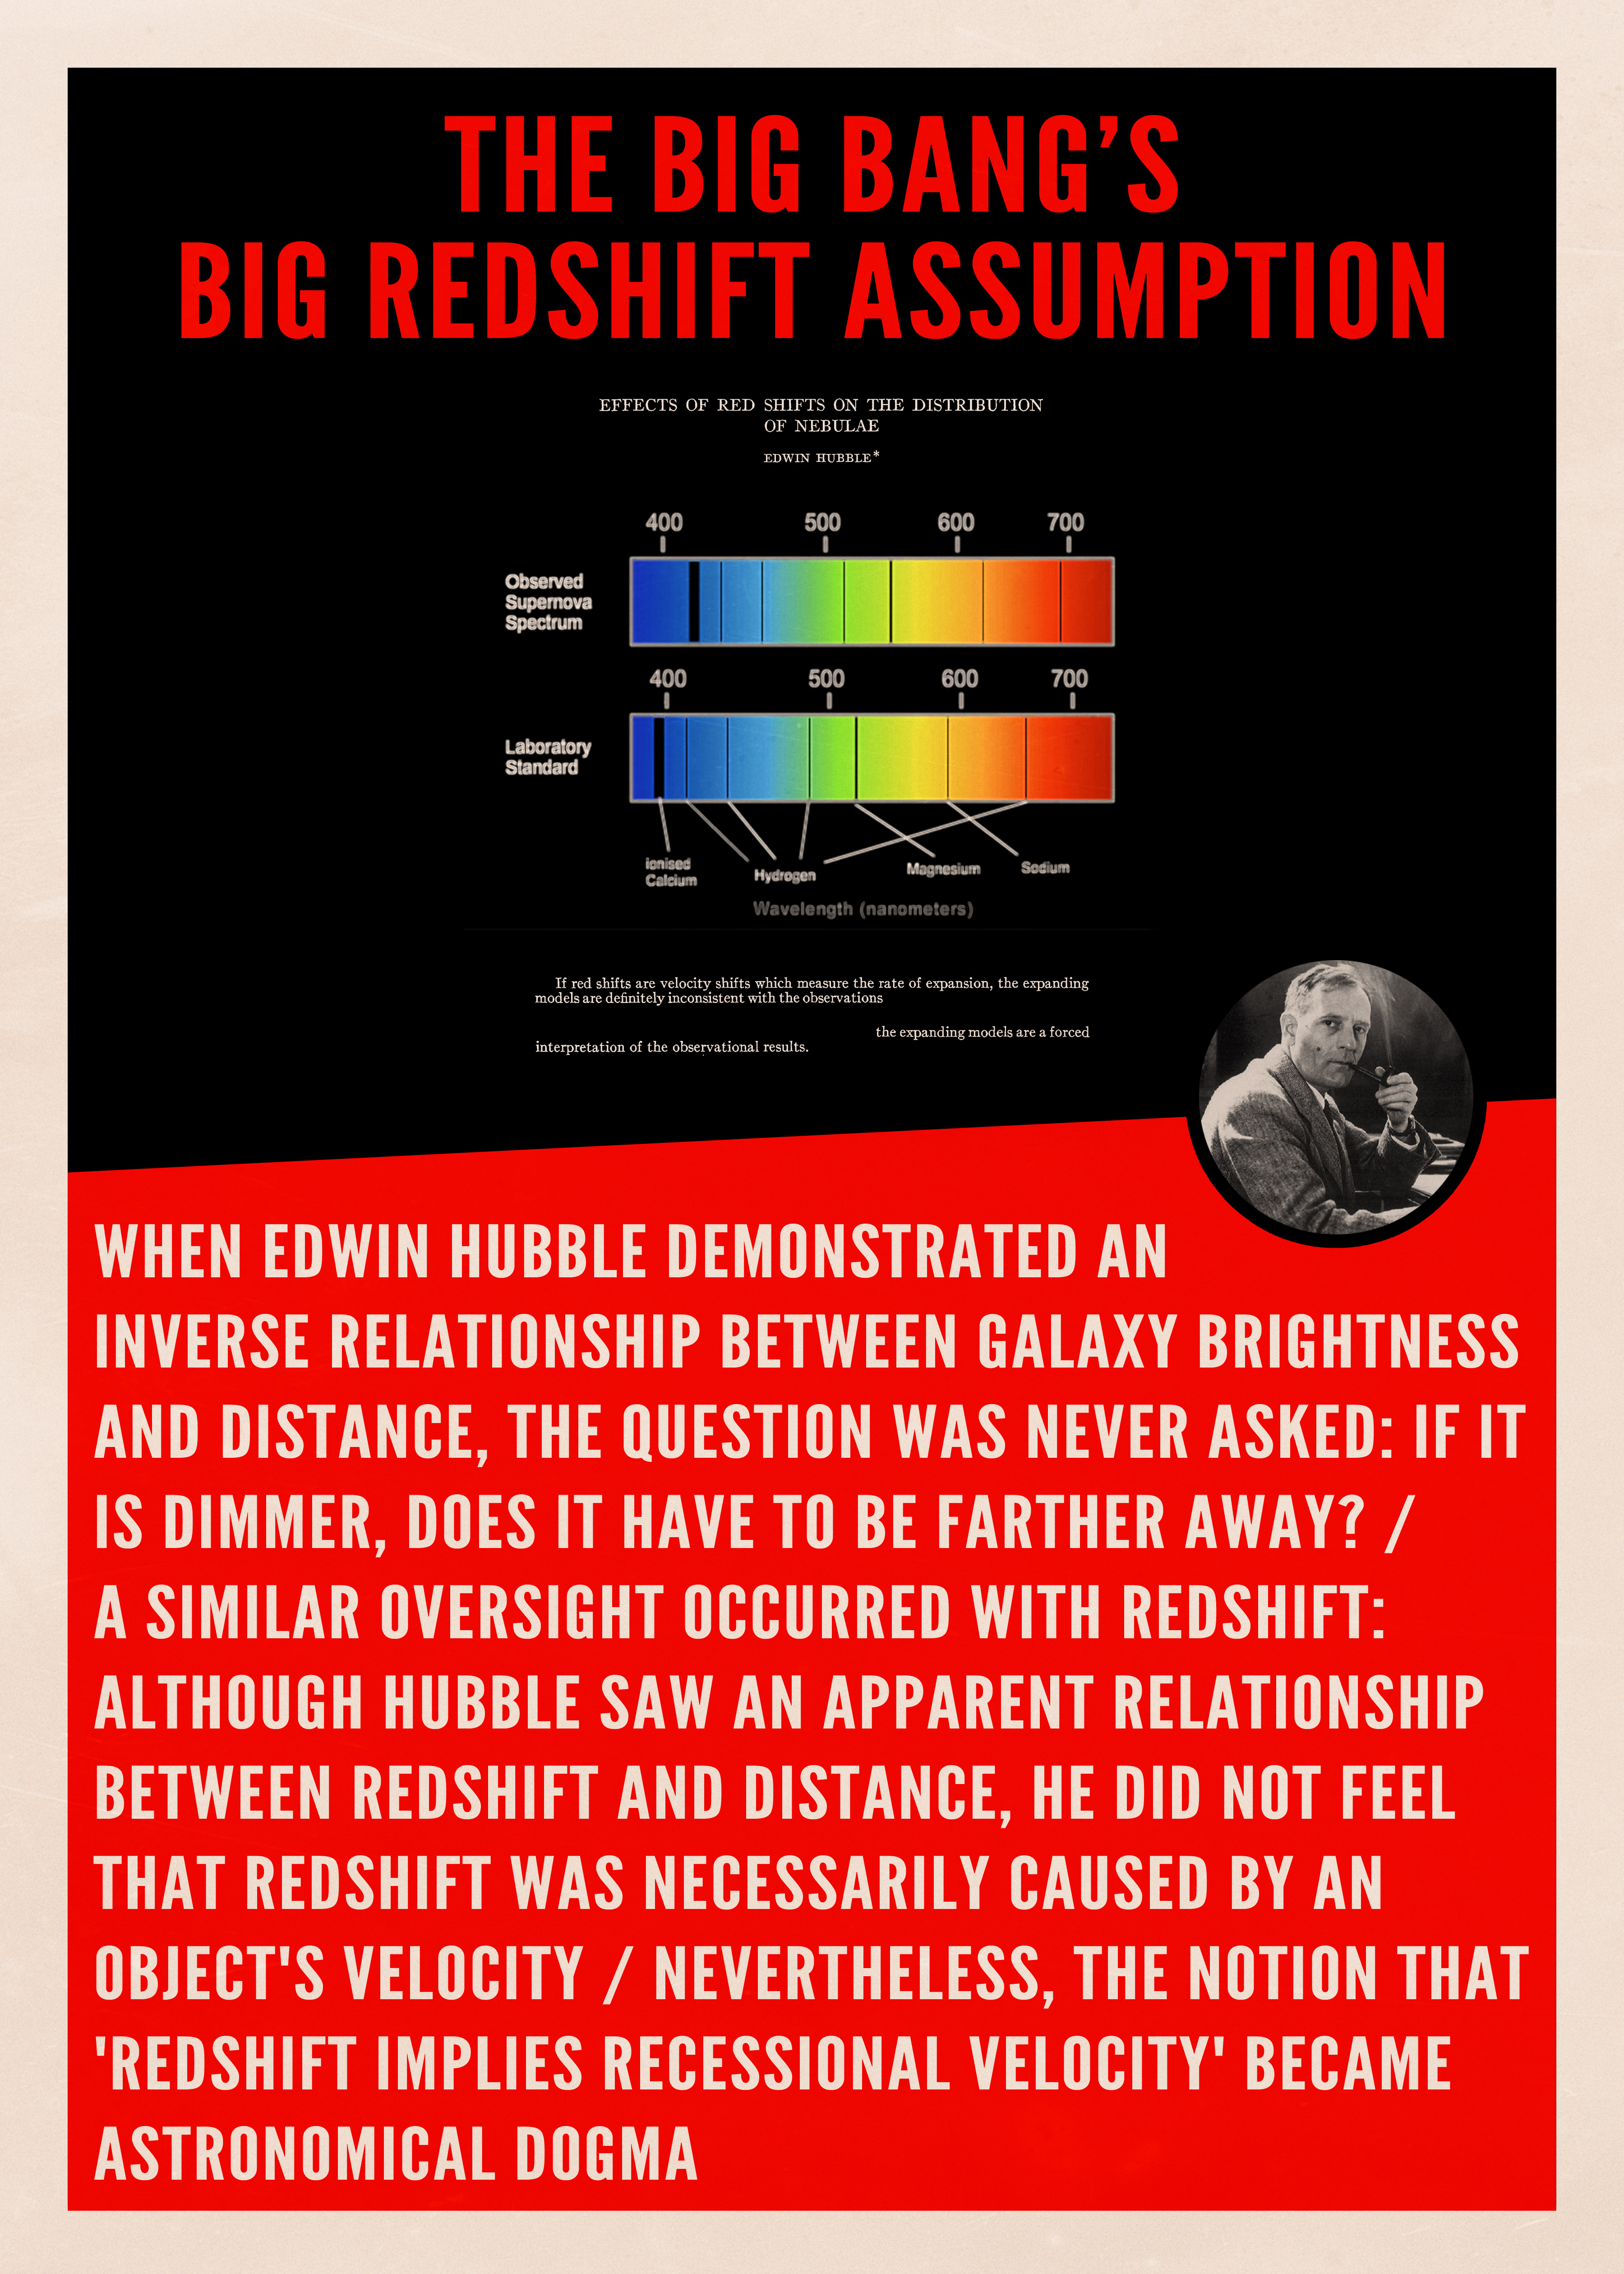 THE BIG BANG’S
BIG REDSHIFT ASSUMPTION
EFFECTS OF RED SHIFTS ON THE DISTRIBUTION
OF NEBULAE
EDWIN HUBBLE*
400 500 600 700
Observed
Supernova
Spectrum
400 500 600 700
Laboratory
Standard
ionised
Calcium
Hydrogen
Magnesium
Sodium
Wavelength (nanometers)
If red shifts are velocity shifts which measure the rate of expansion, the expanding
models are definitely inconsistent with the observations
the expanding models are a forced
interpretation of the observational results.
WHEN EDWIN HUBBLE DEMONSTRATED AN
INVERSE RELATIONSHIP BETWEEN GALAXY BRIGHTNESS
AND DISTANCE, THE QUESTION WAS NEVER ASKED: IF IT
IS DIMMER, DOES IT HAVE TO BE FARTHER AWAY? /
A SIMILAR OVERSIGHT OCCURRED WITH REDSHIFT:
ALTHOUGH HUBBLE SAW AN APPARENT RELATIONSHIP
BETWEEN REDSHIFT AND DISTANCE, HE DID NOT FEEL
THAT REDSHIFT WAS NECESSARILY CAUSED BY AN
OBJECT'S VELOCITY / NEVERTHELESS, THE NOTION THAT
'REDSHIFT IMPLIES RECESSIONAL VELOCITY' BECAME
ASTRONOMICAL DOGMA